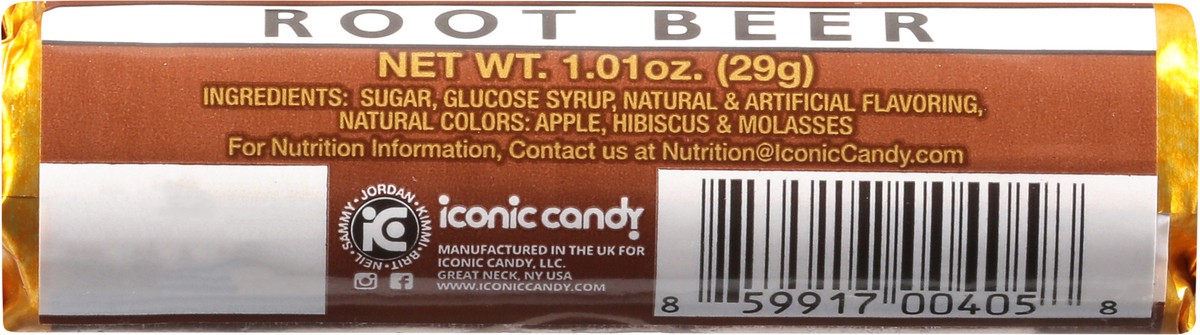 ROOT BEER
NET WT. 1.01oz. (29g)
INGREDIENTS: SUGAR, GLUCOSE SYRUP, NATURAL & ARTIFICIAL FLAVORING,
NATURAL COLORS: APPLE, HIBISCUS & MOLASSES
For Nutrition Information, Contact us at Nutrition@IconicCandy.com
SAMMY • JORDAN • KIMMI • BRIT • NEIL •
iC
iconic candy
MANUFACTURED IN THE UK FOR
ICONIC CANDY, LLC.
GREAT NECK, NY USA
WWW.ICONICCANDY.COM
8 59917 00405 8